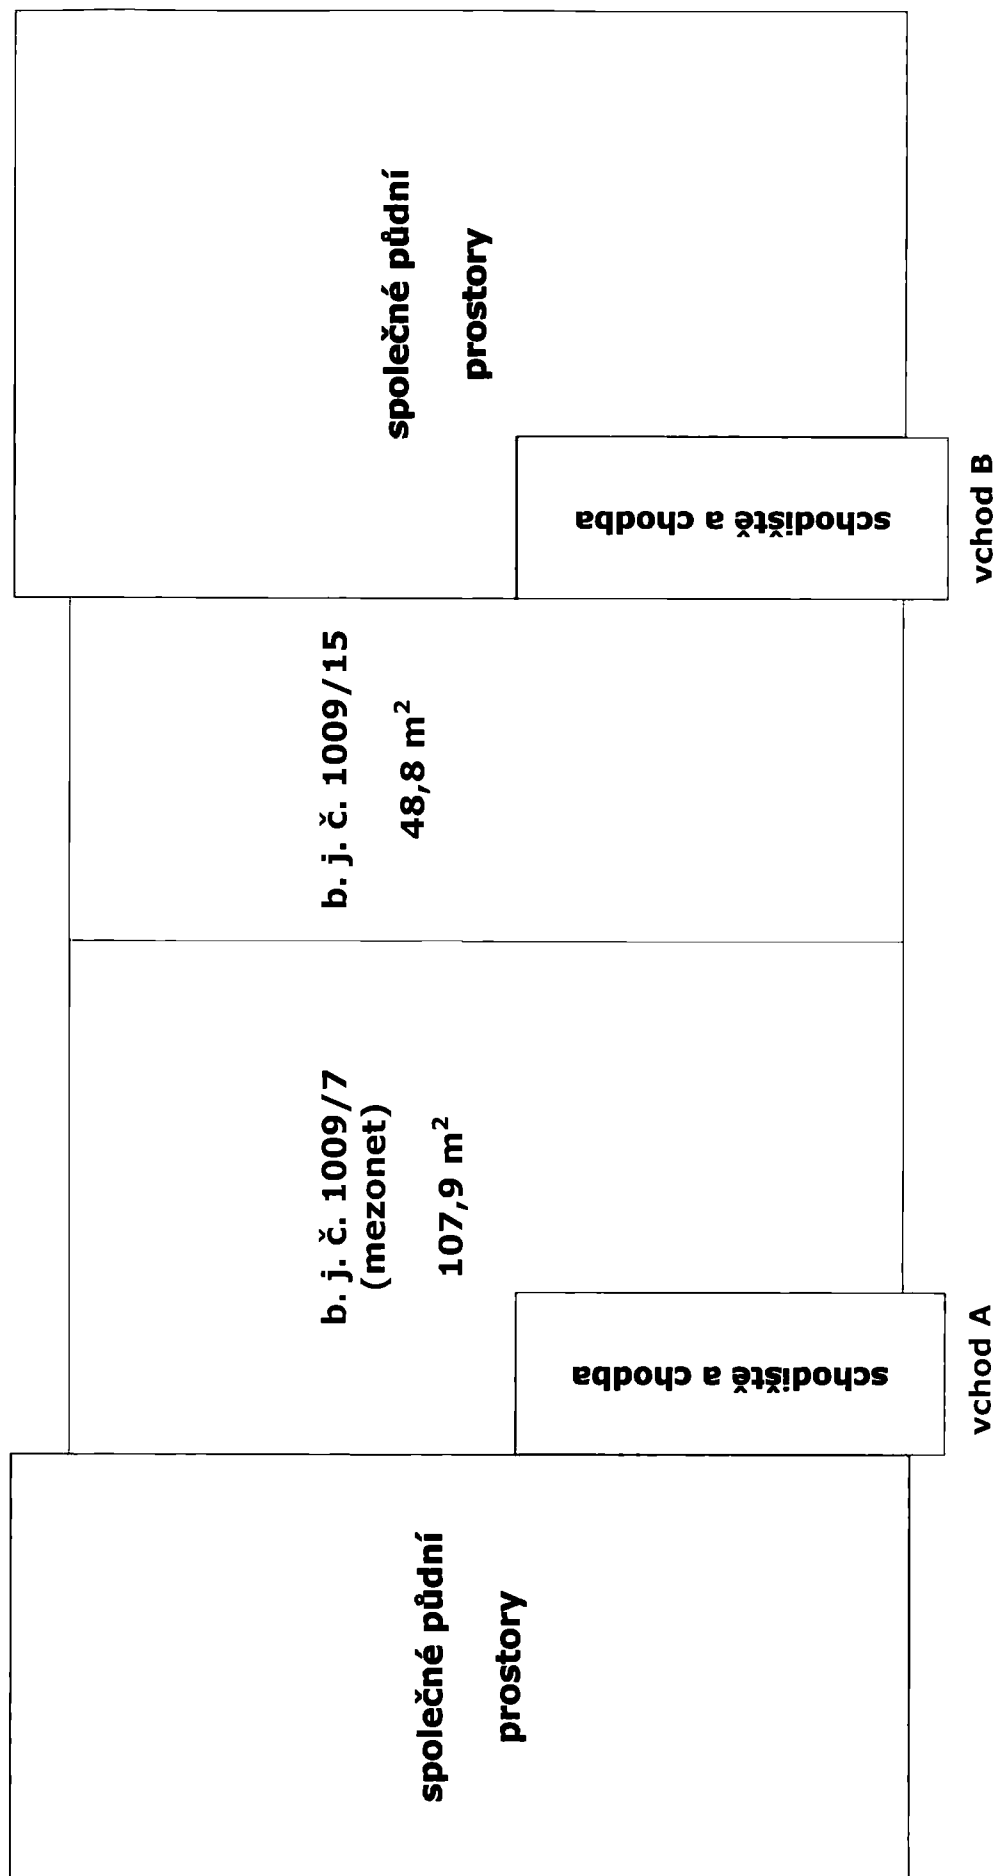 společné půdní
prostory
b. j. č. 1009/7
(mezonet)
107,9 m²
schodiště a chodba
vchod A
b. j. č. 1009/15
48,8 m²
společné půdní
prostory
schodiště a chodba
vchod B